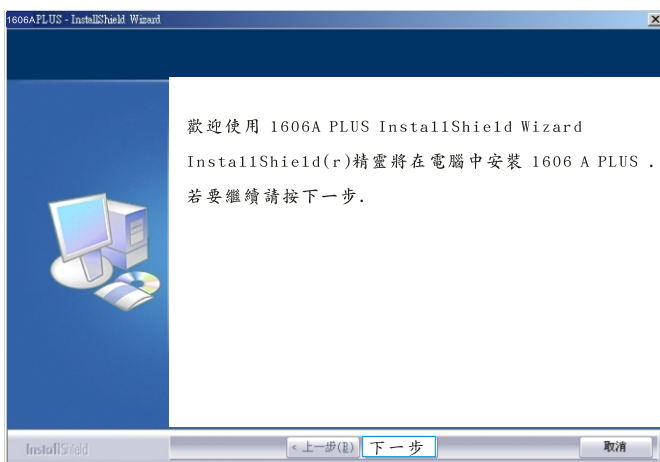 1606APLUS - InstallShield Wizard
歡迎使用 1606A PLUS InstallShield Wizard
InstallShield(r)精靈將在電腦中安裝 1606 A PLUS .
若要繼續請按下一步.
InstallShield
< 上一步(B) 下一步 取消